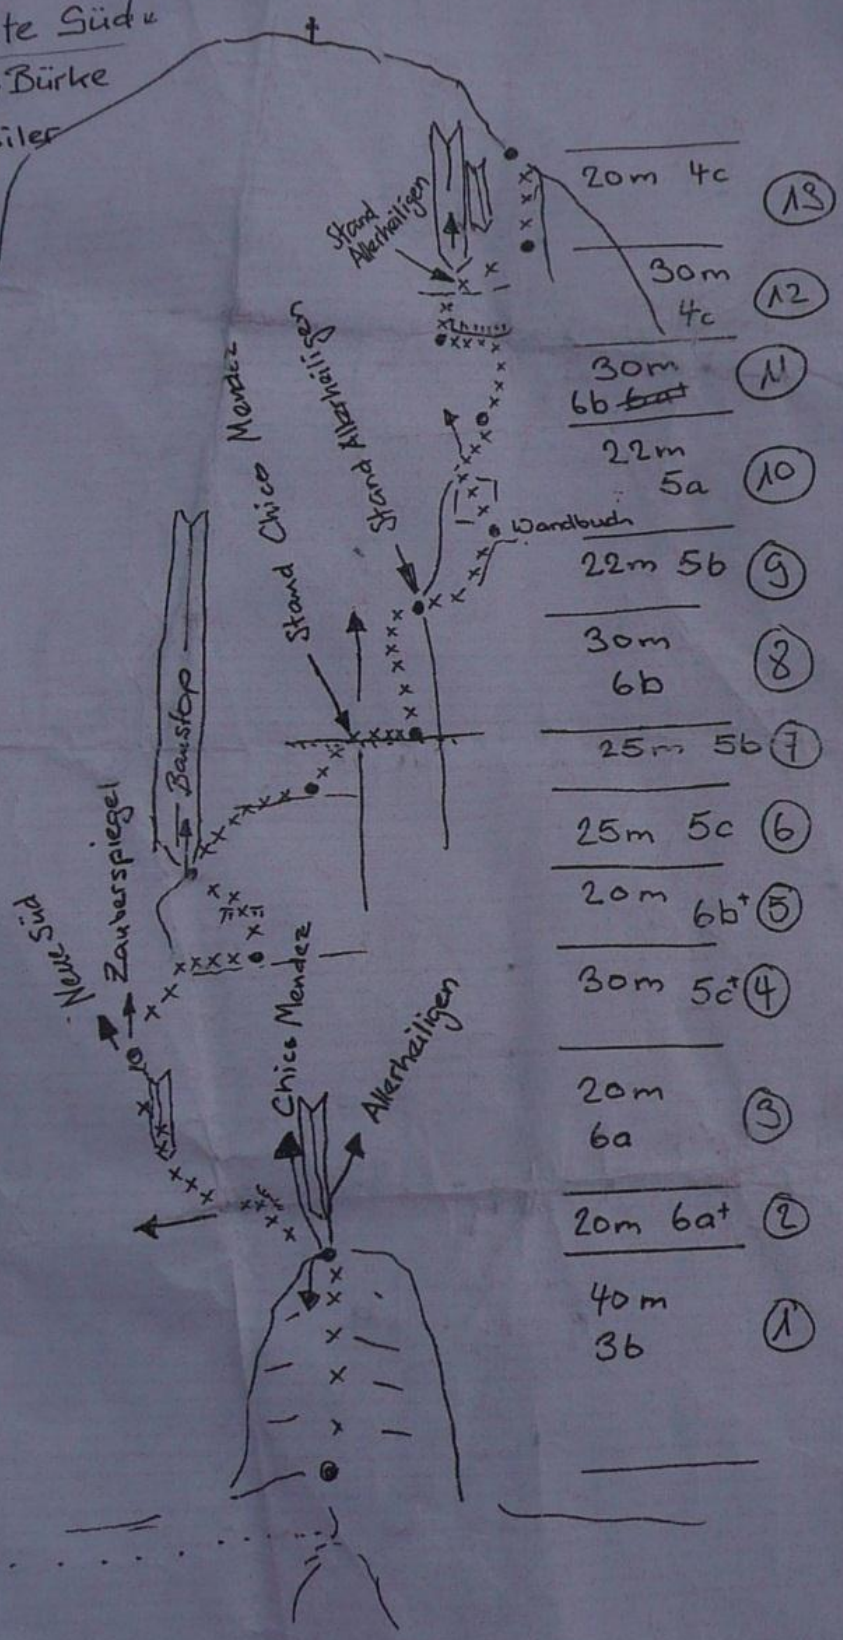 te Süd"
Bürke
iler
20m 4c
13
Stand
Allerheiligen
30m
4c
12
30m
6b
11
22m
5a
10
Stand Chico Mendez
Stand Allerheiligen
Wandbuch
22m 5b
9
30m
6b
8
25m 5b 7
Baustop
25m 5c 6
20m 6b+ 5
Neue Süd
Zauberspiegel
30m 5c+ 4
Chico Mendez
Allerheiligen
20m
6a
3
20m 6a+ 2
40m
3b
1